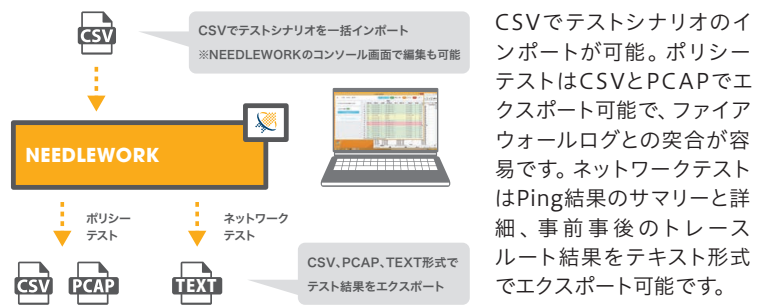 CSV
CSVでテストシナリオを一括インポート
※NEEDLEWORKのコンソール画面で編集も可能
NEEDLEWORK
ポリシー
テスト
ネットワーク
テスト
CSV
PCAP
TEXT
CSV、PCAP、TEXT形式で
テスト結果をエクスポート
CSVでテストシナリオのイ
ンポートが可能。ポリシー
テストはCSVとPCAPでエ
クスポート可能で、ファイア
ウォールログとの突合が容
易です。ネットワークテスト
はPing結果のサマリーと詳
細、事前事後のトレース
ルート結果をテキスト形式
でエクスポート可能です。